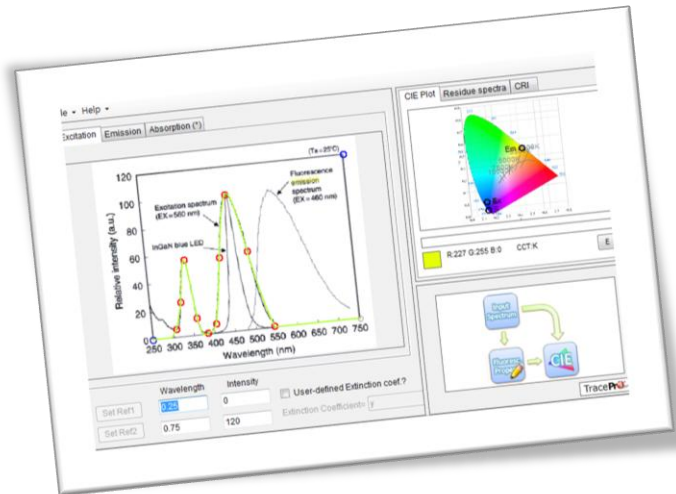 Help
Excitation Emission Absorption (*)
(Ta=25°C)
Relative intensity (a.u.)
120
100
80
60
40
20
0
Excitation spectrum
(EX=560 nm)
InGaN blue LED
Fluorescence
emission
spectrum
(EX=460 nm)
250 300 350 400 450 500 550 600 650 700 750
Wavelength (nm)
Wavelength Intensity
Set Ref1 0.25 0
User-defined Extinction coef.?
Set Ref2 0.75 120
Extinction Coefficient=
CIE Plot Residue spectra CRI
Em
R:227 G:255 B:0 CCT:K
E
Input
Spectrum
CIE
TracePro